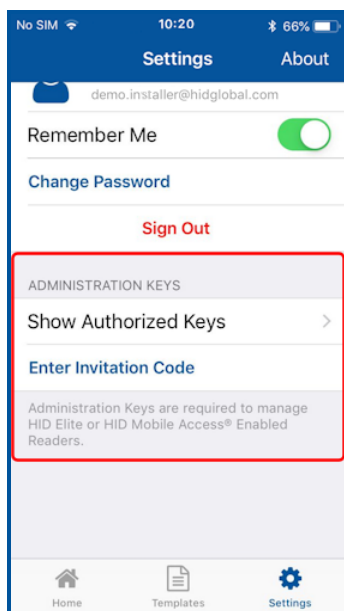 No SIM 10:20 66%
Settings About
demo.installer@hidglobal.com
Remember Me
Change Password
Sign Out
ADMINISTRATION KEYS
Show Authorized Keys
Enter Invitation Code
Administration Keys are required to manage
HID Elite or HID Mobile Access® Enabled
Readers.
Home Templates Settings